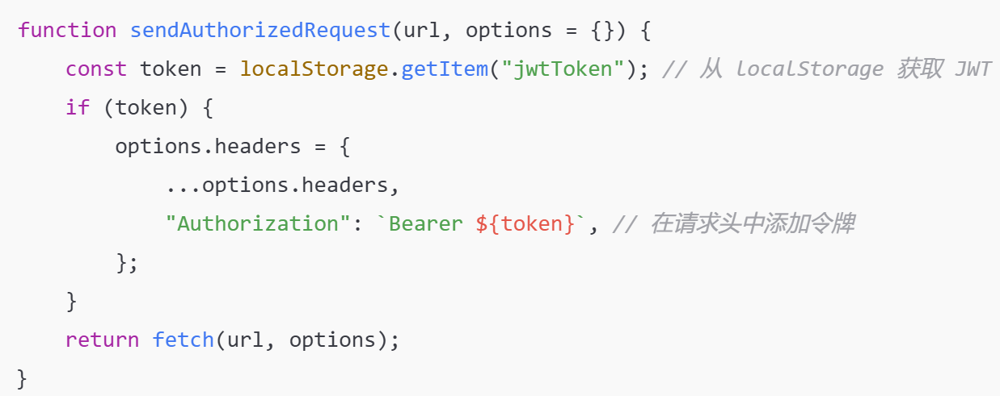 function sendAuthorizedRequest(url, options = {}) {
    const token = localStorage.getItem("jwtToken"); // 从 localStorage 获取 JWT
    if (token) {
        options.headers = {
            ...options.headers,
            "Authorization": `Bearer ${token}`, // 在请求头中添加令牌
        };
    }
    return fetch(url, options);
}